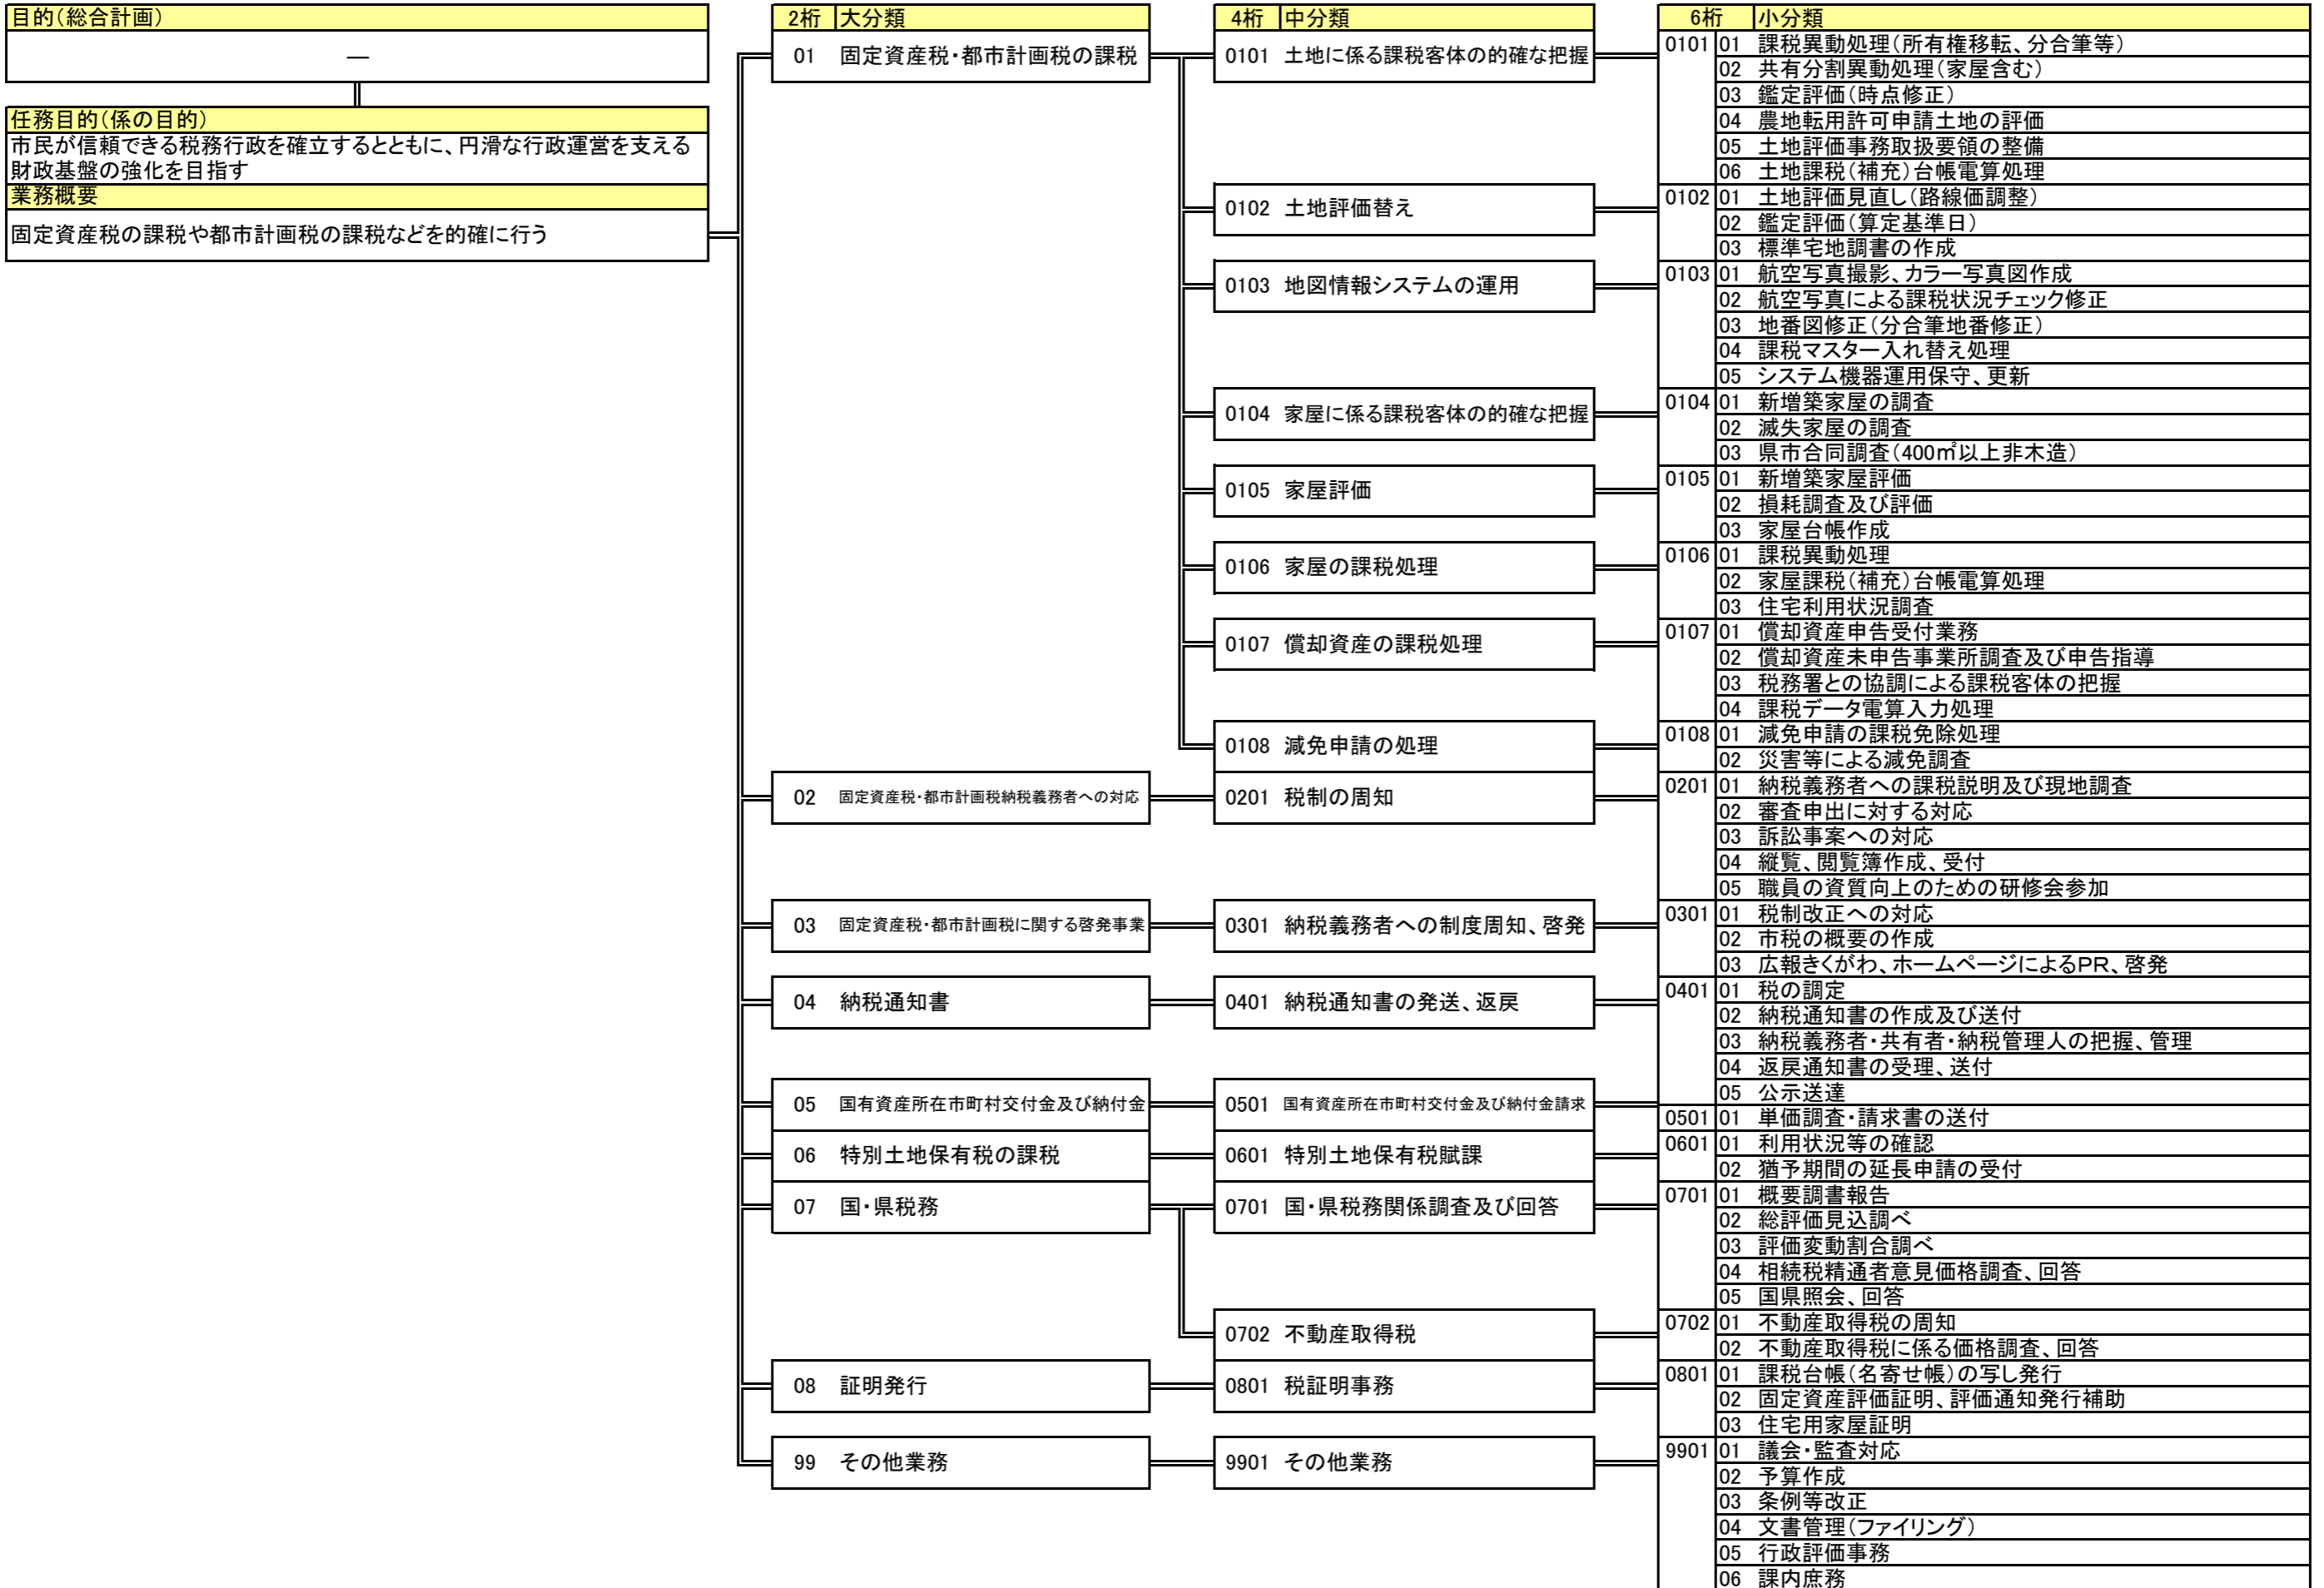 目的(総合計画)
―
任務目的(係の目的)
市民が信頼できる税務行政を確立するとともに、円滑な行政運営を支える
財政基盤の強化を目指す
業務概要
固定資産税の課税や都市計画税の課税などを的確に行う
2桁 大分類
01 固定資産税・都市計画税の課税
02 固定資産税・都市計画税納税義務者への対応
03 固定資産税・都市計画税に関する啓発事業
04 納税通知書
05 国有資産所在市町村交付金及び納付金
06 特別土地保有税の課税
07 国・県税務
08 証明発行
99 その他業務
4桁 中分類
0101 土地に係る課税客体の的確な把握
0102 土地評価替え
0103 地図情報システムの運用
0104 家屋に係る課税客体の的確な把握
0105 家屋評価
0106 家屋の課税処理
0107 償却資産の課税処理
0108 減免申請の処理
0201 税制の周知
0301 納税義務者への制度周知、啓発
0401 納税通知書の発送、返戻
0501 国有資産所在市町村交付金及び納付金請求
0601 特別土地保有税賦課
0701 国・県税務関係調査及び回答
0702 不動産取得税
0801 税証明事務
9901 その他業務
6桁 小分類
0101 01 課税異動処理(所有権移転、分合筆等)
02 共有分割異動処理(家屋含む)
03 鑑定評価(時点修正)
04 農地転用許可申請土地の評価
05 土地評価事務取扱要領の整備
06 土地課税(補充)台帳電算処理
0102 01 土地評価見直し(路線価調整)
02 鑑定評価(算定基準日)
03 標準宅地調書の作成
0103 01 航空写真撮影、カラー写真図作成
02 航空写真による課税状況チェック修正
03 地番図修正(分合筆地番修正)
04 課税マスター入れ替え処理
05 システム機器運用保守、更新
0104 01 新増築家屋の調査
02 滅失家屋の調査
03 県市合同調査(400㎡以上非木造)
0105 01 新増築家屋評価
02 損耗調査及び評価
03 家屋台帳作成
0106 01 課税異動処理
02 家屋課税(補充)台帳電算処理
03 住宅利用状況調査
0107 01 償却資産申告受付業務
02 償却資産未申告事業所調査及び申告指導
03 税務署との協調による課税客体の把握
04 課税データ電算入力処理
0108 01 減免申請の課税免除処理
02 災害等による減免調査
0201 01 納税義務者への課税説明及び現地調査
02 審査申出に対する対応
03 訴訟事案への対応
04 縦覧、閲覧簿作成、受付
05 職員の資質向上のための研修会参加
0301 01 税制改正への対応
02 市税の概要の作成
03 広報きくがわ、ホームページによるPR、啓発
0401 01 税の調定
02 納税通知書の作成及び送付
03 納税義務者・共有者・納税管理人の把握、管理
04 返戻通知書の受理、送付
05 公示送達
0501 01 単価調査・請求書の送付
0601 01 利用状況等の確認
02 猶予期間の延長申請の受付
0701 01 概要調書報告
02 総評価見込調べ
03 評価変動割合調べ
04 相続税精通者意見価格調査、回答
05 国県照会、回答
0702 01 不動産取得税の周知
02 不動産取得税に係る価格調査、回答
0801 01 課税台帳(名寄せ帳)の写し発行
02 固定資産評価証明、評価通知発行補助
03 住宅用家屋証明
9901 01 議会・監査対応
02 予算作成
03 条例等改正
04 文書管理(ファイリング)
05 行政評価事務
06 課内庶務